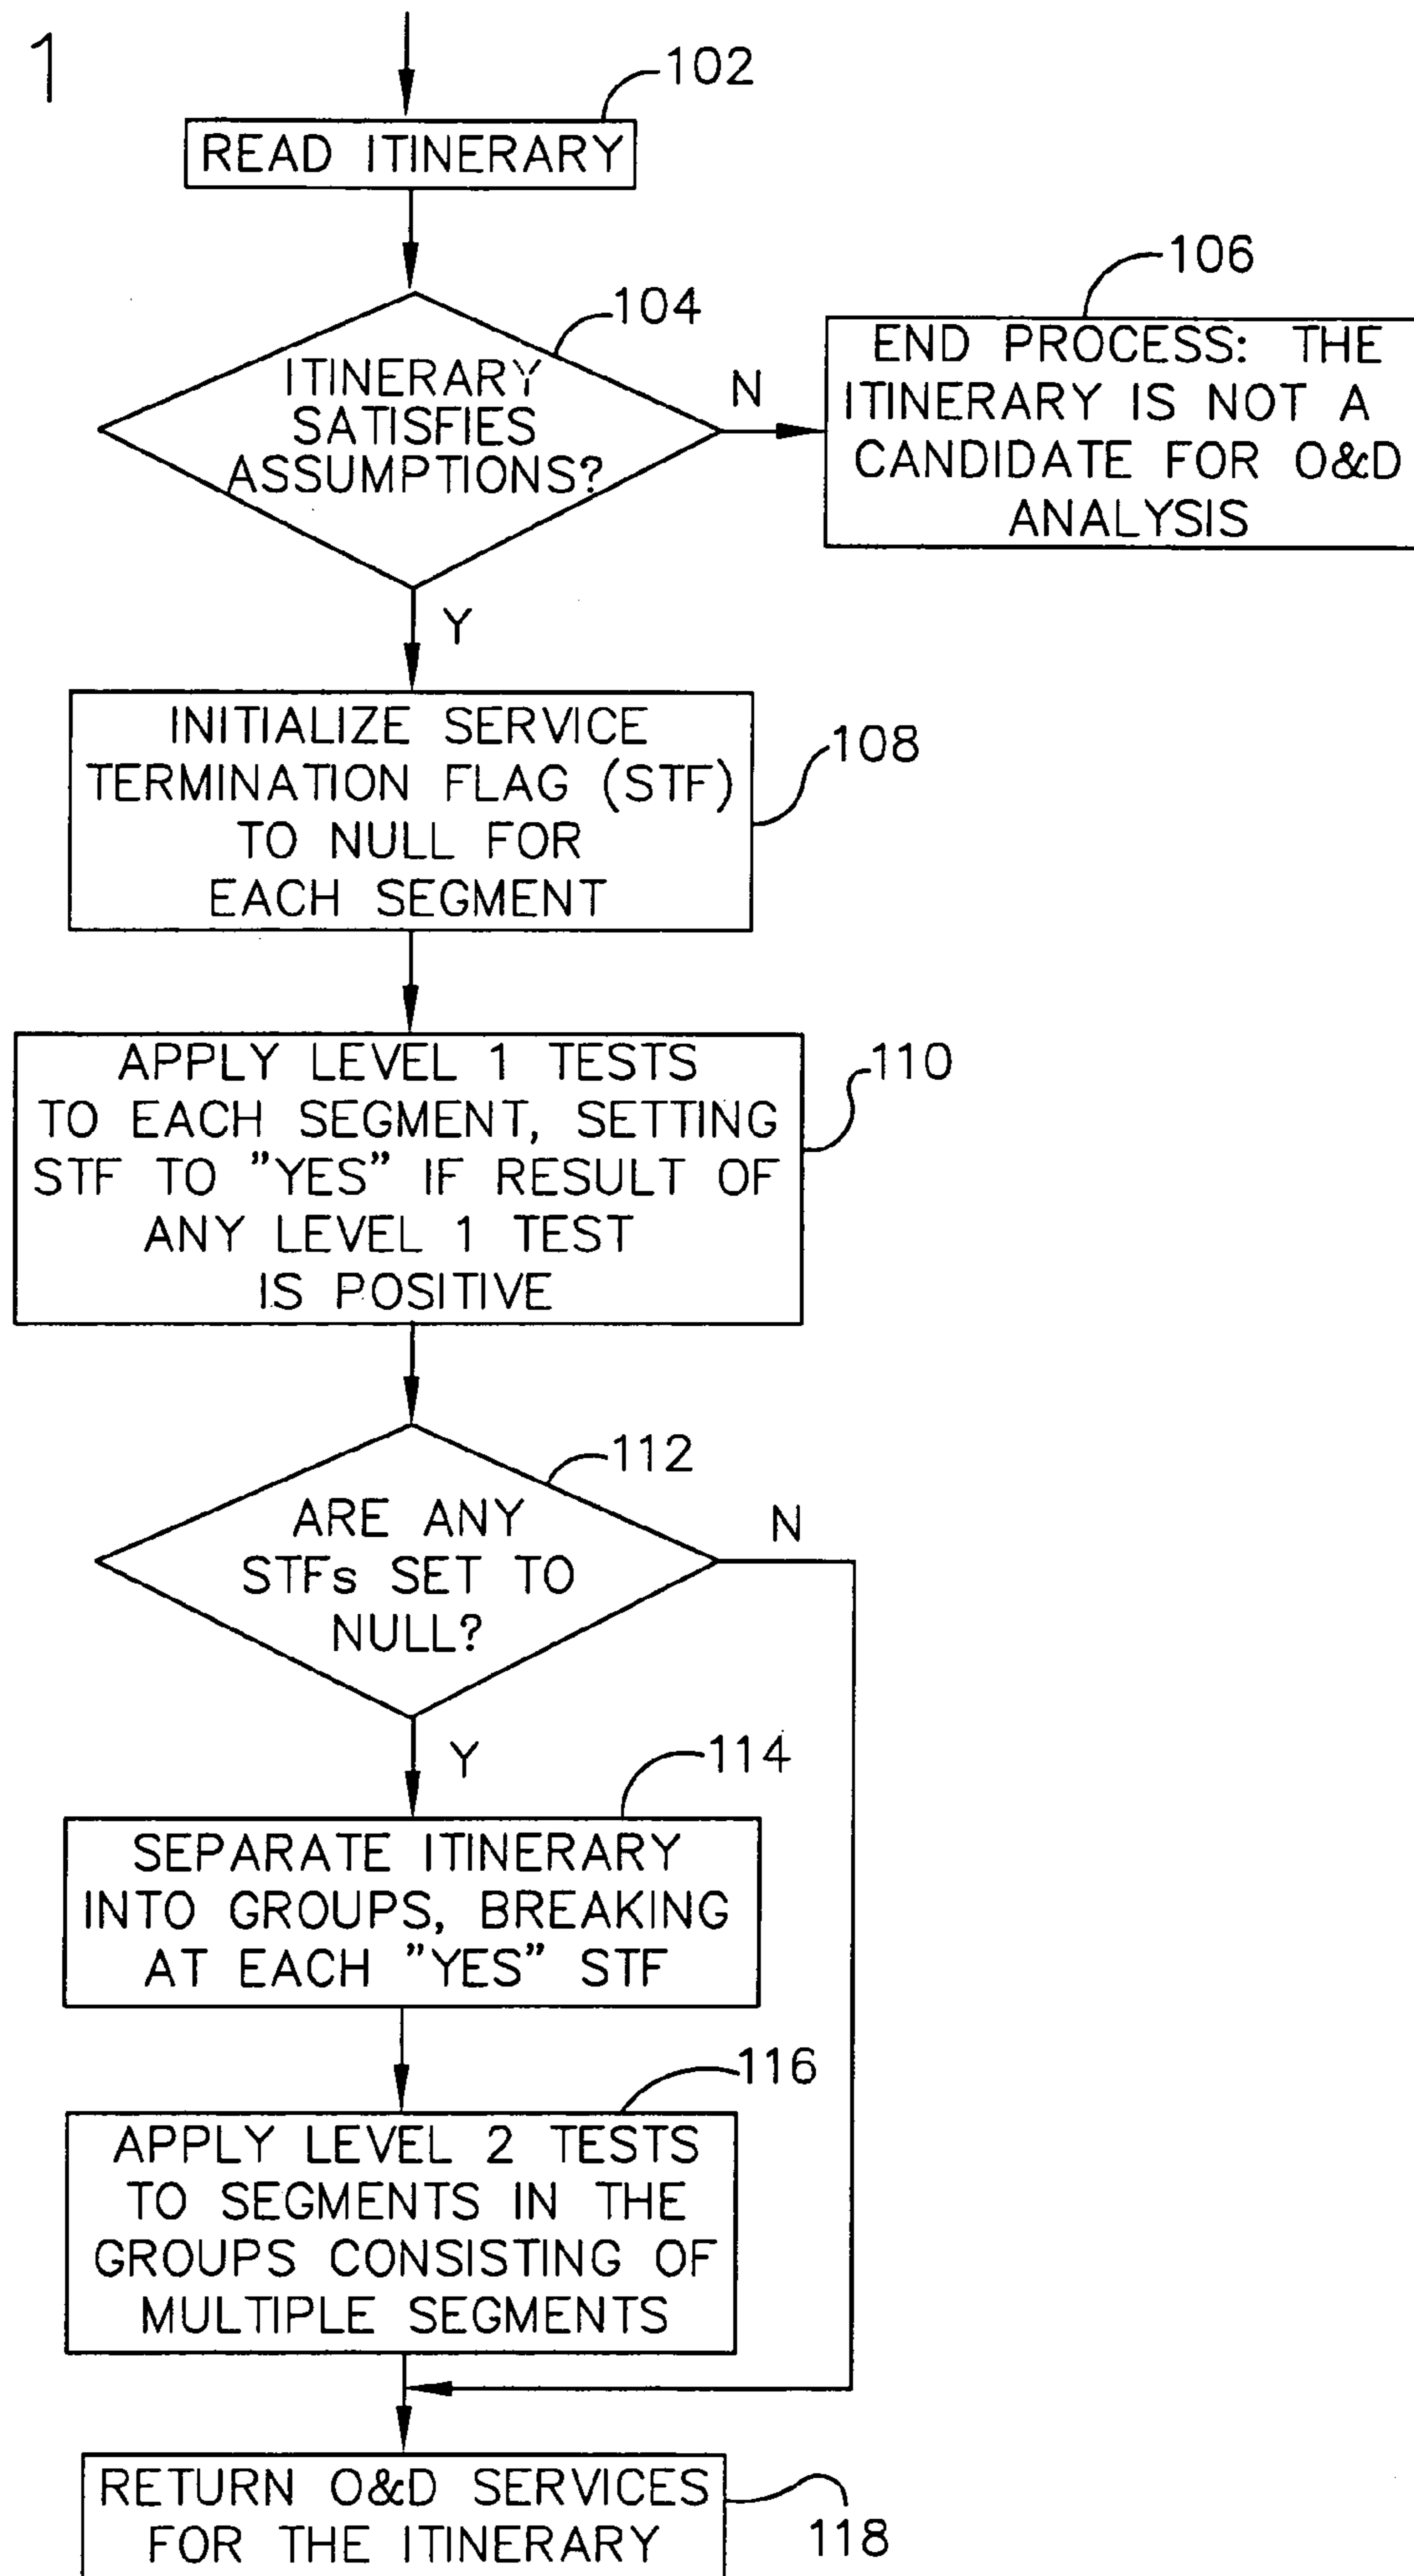 1
102
READ ITINERARY
104
ITINERARY
SATISFIES
ASSUMPTIONS?
N
106
END PROCESS: THE
ITINERARY IS NOT A
CANDIDATE FOR O&D
ANALYSIS
Y
INITIALIZE SERVICE
TERMINATION FLAG (STF)
TO NULL FOR
EACH SEGMENT
108
APPLY LEVEL 1 TESTS
TO EACH SEGMENT, SETTING
STF TO "YES" IF RESULT OF
ANY LEVEL 1 TEST
IS POSITIVE
110
112
ARE ANY
STFs SET TO
NULL?
N
Y
114
SEPARATE ITINERARY
INTO GROUPS, BREAKING
AT EACH "YES" STF
116
APPLY LEVEL 2 TESTS
TO SEGMENTS IN THE
GROUPS CONSISTING OF
MULTIPLE SEGMENTS
RETURN O&D SERVICES
FOR THE ITINERARY
118